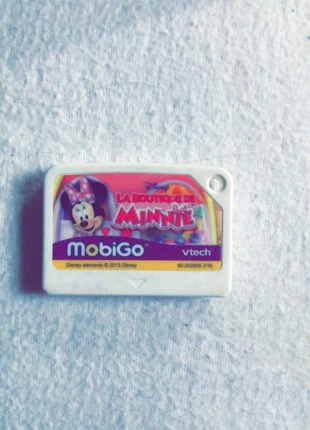 Disney
LA BOUTIQUE DE
MINNIE
MobiGo
vtech
Disney elements © 2013 Disney